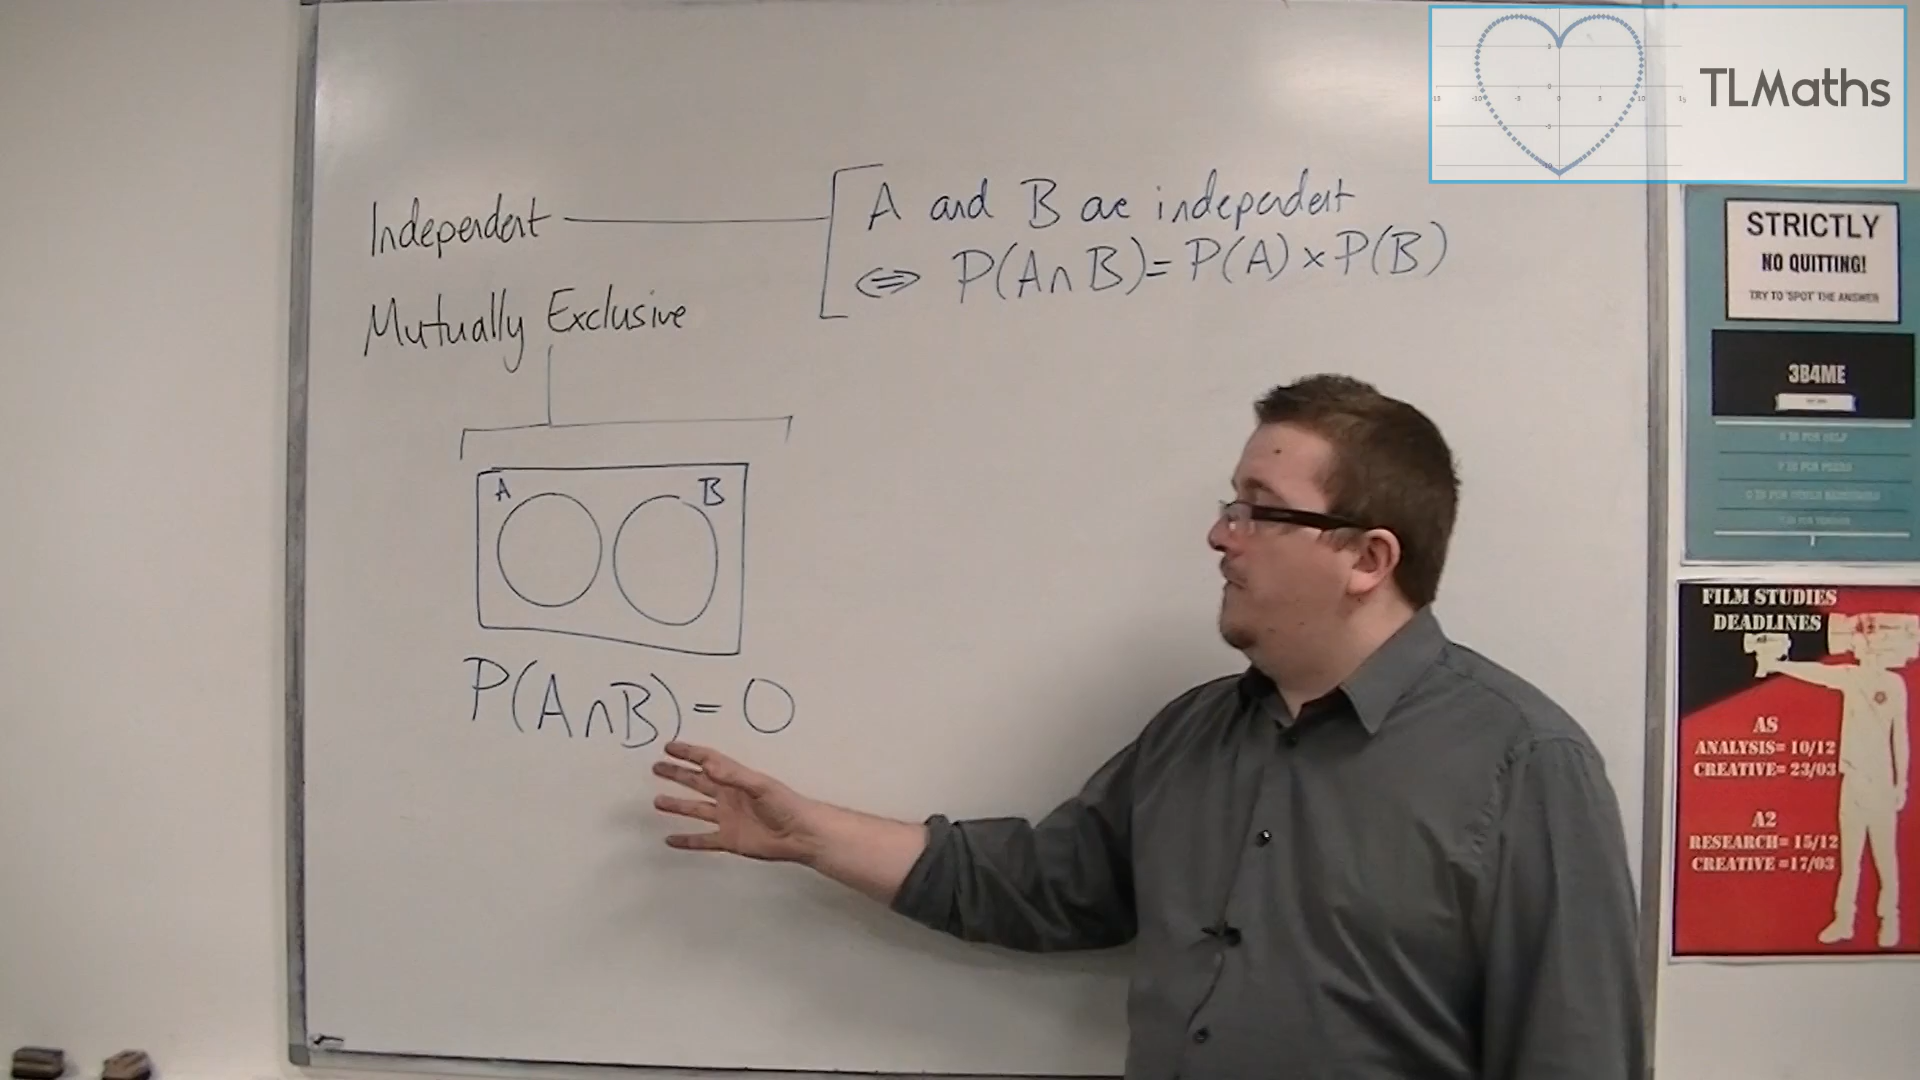 TLMaths
Independent
A and B are independent
⇔ P(A∩B)=P(A)×P(B)
Mutually Exclusive
A
B
P(A∩B)=0
STRICTLY
NO QUITTING!
TRY TO 'SPOT' THE ANSWER
3B4ME
FILM STUDIES
DEADLINES
AS
ANALYSIS= 10/12
CREATIVE= 23/03
A2
RESEARCH= 15/12
CREATIVE =17/03